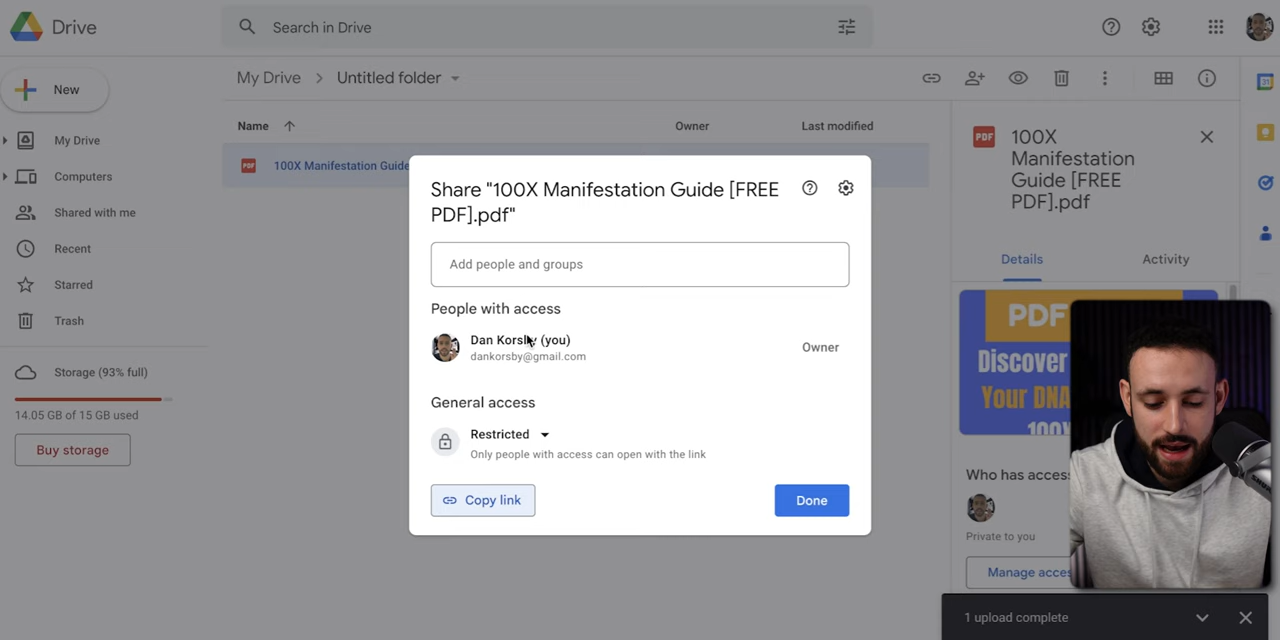 Drive
Search in Drive
New
My Drive
Computers
Shared with me
Recent
Starred
Trash
Storage (93% full)
14.05 GB of 15 GB used
Buy storage
My Drive
Untitled folder
Name
Owner
Last modified
PDF
100X Manifestation Guide
Share "100X Manifestation Guide [FREE
PDF].pdf"
Add people and groups
People with access
Dan Korsby (you)
dankorsby@gmail.com
Owner
General access
Restricted
Only people with access can open with the link
Copy link
Done
PDF
100X
Manifestation
Guide [FREE
PDF].pdf
Details
Activity
PDF
Discover
Your DNA
100X
Who has access
Private to you
Manage access
1 upload complete
31